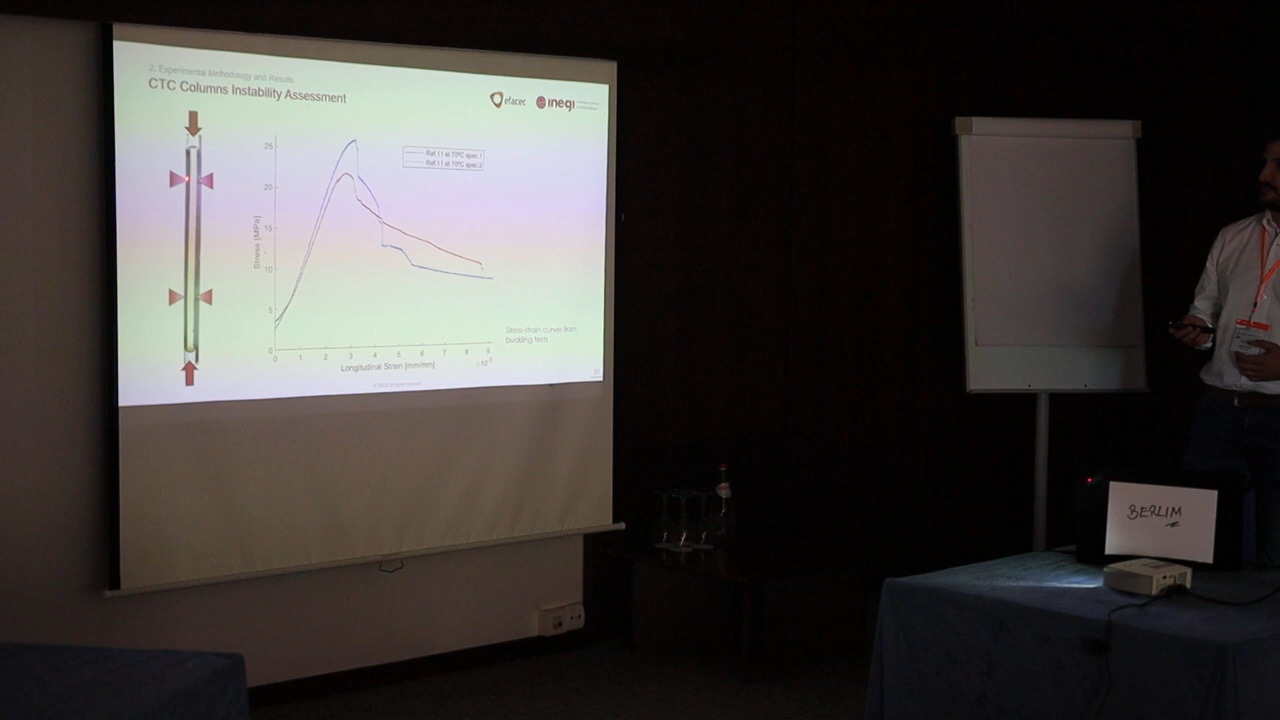 2. Experimental Methodology and Results
CTC Columns Instability Assessment
efacec
inegi
25
20
15
10
5
0
Stress [MPa]
Ref.11 at 70ºC spec.1
Ref.11 at 70ºC spec.2
0 1 2 3 4 5 6 7 8 9
Longitudinal Strain [mm/mm]
Stress-strain curves from
buckling tests
BERLIM